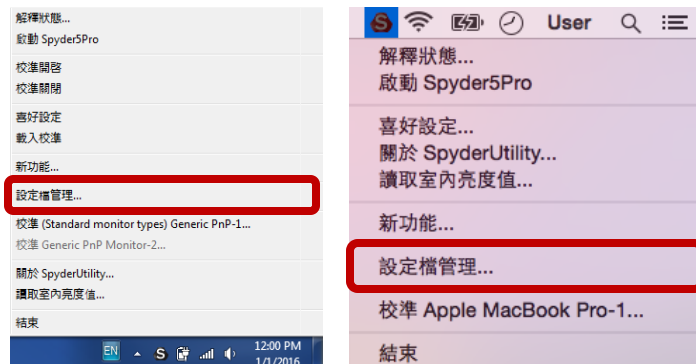 解釋狀態...
啟動 Spyder5Pro
校準開啓
校準關閉
喜好設定
載入校準
新功能...
設定檔管理...
校準 (Standard monitor types) Generic PnP-1...
校準 Generic PnP Monitor-2...
關於 SpyderUtility...
讀取室內亮度值...
結束
EN S 12:00 PM
1/1/2016
S User
解釋狀態...
啟動 Spyder5Pro
喜好設定...
關於 SpyderUtility...
讀取室內亮度值...
新功能...
設定檔管理...
校準 Apple MacBook Pro-1...
結束